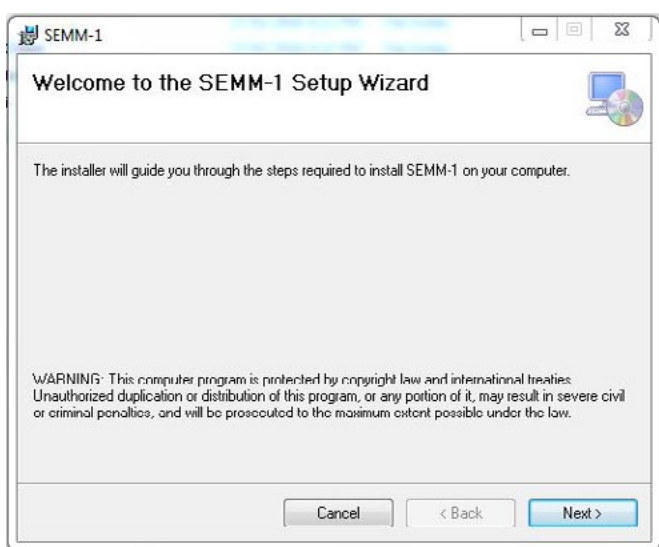 SEMM-1
Welcome to the SEMM-1 Setup Wizard
The installer will guide you through the steps required to install SEMM-1 on your computer.
WARNING: This computer program is protected by copyright law and international treaties.
Unauthorized duplication or distribution of this program, or any portion of it, may result in severe civil
or criminal penalties, and will be prosecuted to the maximum extent possible under the law.
Cancel
< Back
Next >